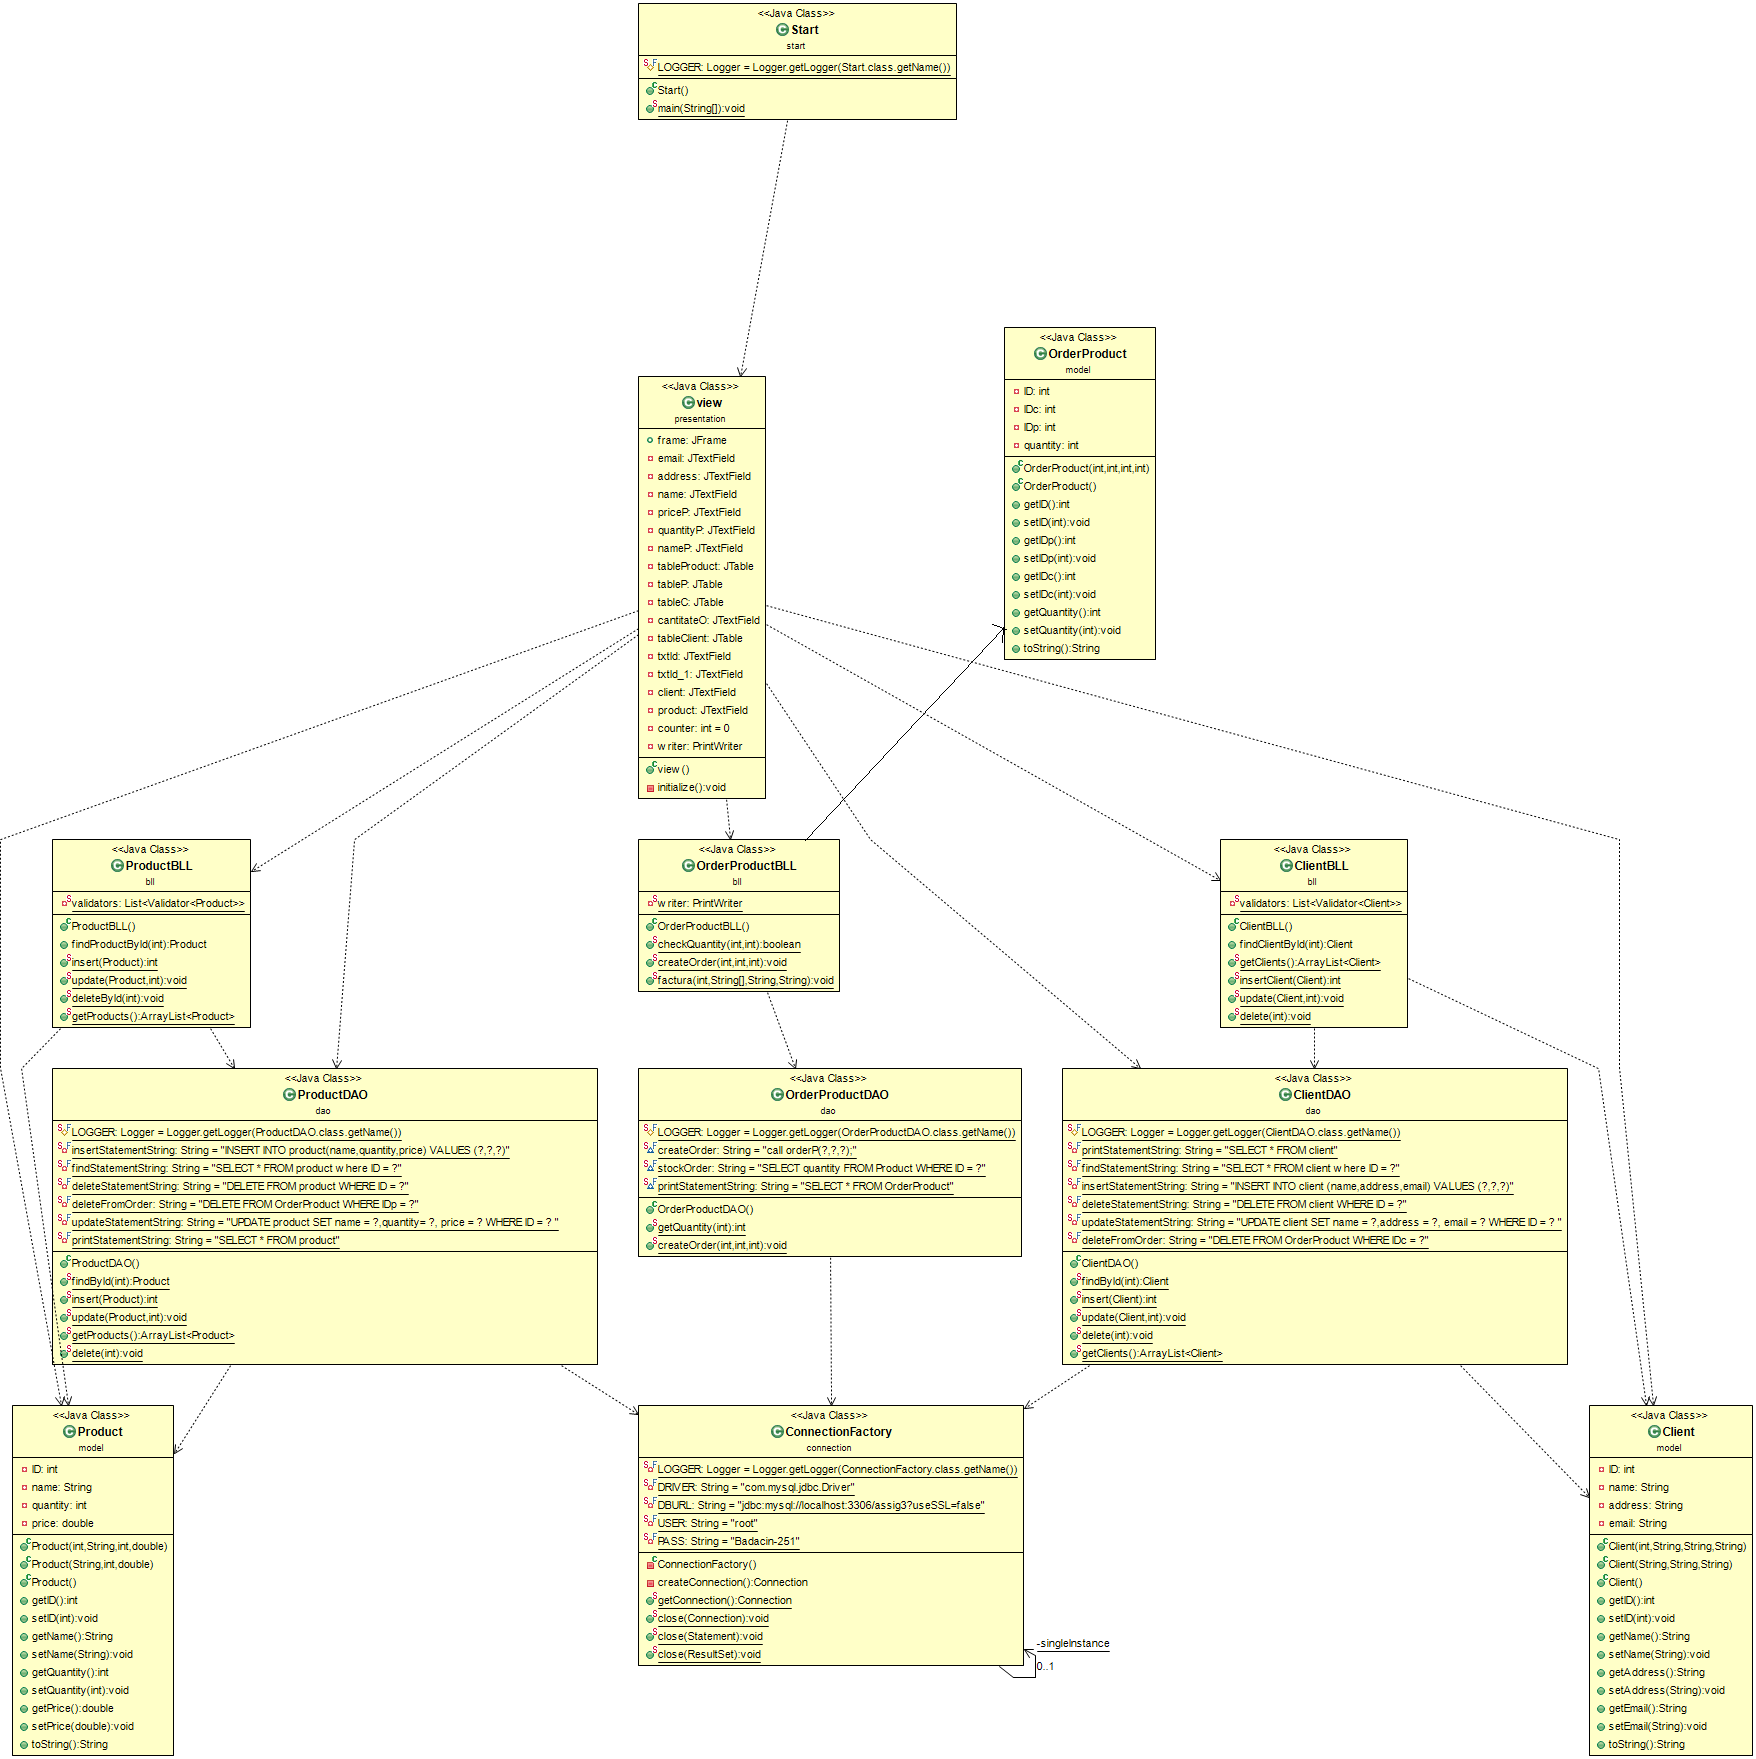 <<Java Class>>
Start
start
LOGGER: Logger = Logger.getLogger(Start.class.getName())
Start()
main(String[]):void
<<Java Class>>
OrderProduct
model
ID: int
IDc: int
IDp: int
quantity: int
OrderProduct(int,int,int,int)
OrderProduct()
getID():int
setID(int):void
getIDp():int
setIDp(int):void
getIDc():int
setIDc(int):void
getQuantity():int
setQuantity(int):void
toString():String
<<Java Class>>
view
presentation
frame: JFrame
email: JTextField
address: JTextField
name: JTextField
priceP: JTextField
quantityP: JTextField
nameP: JTextField
tableProduct: JTable
tableP: JTable
tableC: JTable
cantitateO: JTextField
tableClient: JTable
txtId: JTextField
txtId_1: JTextField
client: JTextField
product: JTextField
counter: int = 0
writer: PrintWriter
view()
initialize():void
<<Java Class>>
ProductBLL
bll
validators: List<Validator<Product>>
ProductBLL()
findProductById(int):Product
insert(Product):int
update(Product,int):void
deleteById(int):void
getProducts():ArrayList<Product>
<<Java Class>>
OrderProductBLL
bll
writer: PrintWriter
OrderProductBLL()
checkQuantity(int,int):boolean
createOrder(int,int,int):void
factura(int,String[],String,String):void
<<Java Class>>
ClientBLL
bll
validators: List<Validator<Client>>
ClientBLL()
findClientById(int):Client
getClients():ArrayList<Client>
insertClient(Client):int
update(Client,int):void
delete(int):void
<<Java Class>>
ProductDAO
dao
LOGGER: Logger = Logger.getLogger(ProductDAO.class.getName())
insertStatementString: String = "INSERT INTO product(name,quantity,price) VALUES (?,?,?)"
findStatementString: String = "SELECT * FROM product where ID = ?"
deleteStatementString: String = "DELETE FROM product WHERE ID = ?"
deleteFromOrder: String = "DELETE FROM OrderProduct WHERE IDp = ?"
updateStatementString: String = "UPDATE product SET name = ?,quantity= ?, price = ? WHERE ID = ? "
printStatementString: String = "SELECT * FROM product"
ProductDAO()
findById(int):Product
insert(Product):int
update(Product,int):void
getProducts():ArrayList<Product>
delete(int):void
<<Java Class>>
OrderProductDAO
dao
LOGGER: Logger = Logger.getLogger(OrderProductDAO.class.getName())
createOrder: String = "call orderP(?,?,?);"
stockOrder: String = "SELECT quantity FROM Product WHERE ID = ?"
printStatementString: String = "SELECT * FROM OrderProduct"
OrderProductDAO()
getQuantity(int):int
createOrder(int,int,int):void
<<Java Class>>
ClientDAO
dao
LOGGER: Logger = Logger.getLogger(ClientDAO.class.getName())
printStatementString: String = "SELECT * FROM client"
findStatementString: String = "SELECT * FROM client where ID = ?"
insertStatementString: String = "INSERT INTO client (name,address,email) VALUES (?,?,?)"
deleteStatementString: String = "DELETE FROM client WHERE ID = ?"
updateStatementString: String = "UPDATE client SET name = ?,address = ?, email = ? WHERE ID = ? "
deleteFromOrder: String = "DELETE FROM OrderProduct WHERE IDc = ?"
ClientDAO()
findById(int):Client
insert(Client):int
update(Client,int):void
delete(int):void
getClients():ArrayList<Client>
<<Java Class>>
Product
model
ID: int
name: String
quantity: int
price: double
Product(int,String,int,double)
Product(String,int,double)
Product()
getID():int
setID(int):void
getName():String
setName(String):void
getQuantity():int
setQuantity(int):void
getPrice():double
setPrice(double):void
toString():String
<<Java Class>>
ConnectionFactory
connection
LOGGER: Logger = Logger.getLogger(ConnectionFactory.class.getName())
DRIVER: String = "com.mysql.jdbc.Driver"
DBURL: String = "jdbc:mysql://localhost:3306/assig3?useSSL=false"
USER: String = "root"
PASS: String = "Badacin-251"
ConnectionFactory()
createConnection():Connection
getConnection():Connection
close(Connection):void
close(Statement):void
close(ResultSet):void
-singleInstance
0..1
<<Java Class>>
Client
model
ID: int
name: String
address: String
email: String
Client(int,String,String,String)
Client(String,String,String)
Client()
getID():int
setID(int):void
getName():String
setName(String):void
getAddress():String
setAddress(String):void
getEmail():String
setEmail(String):void
toString():String